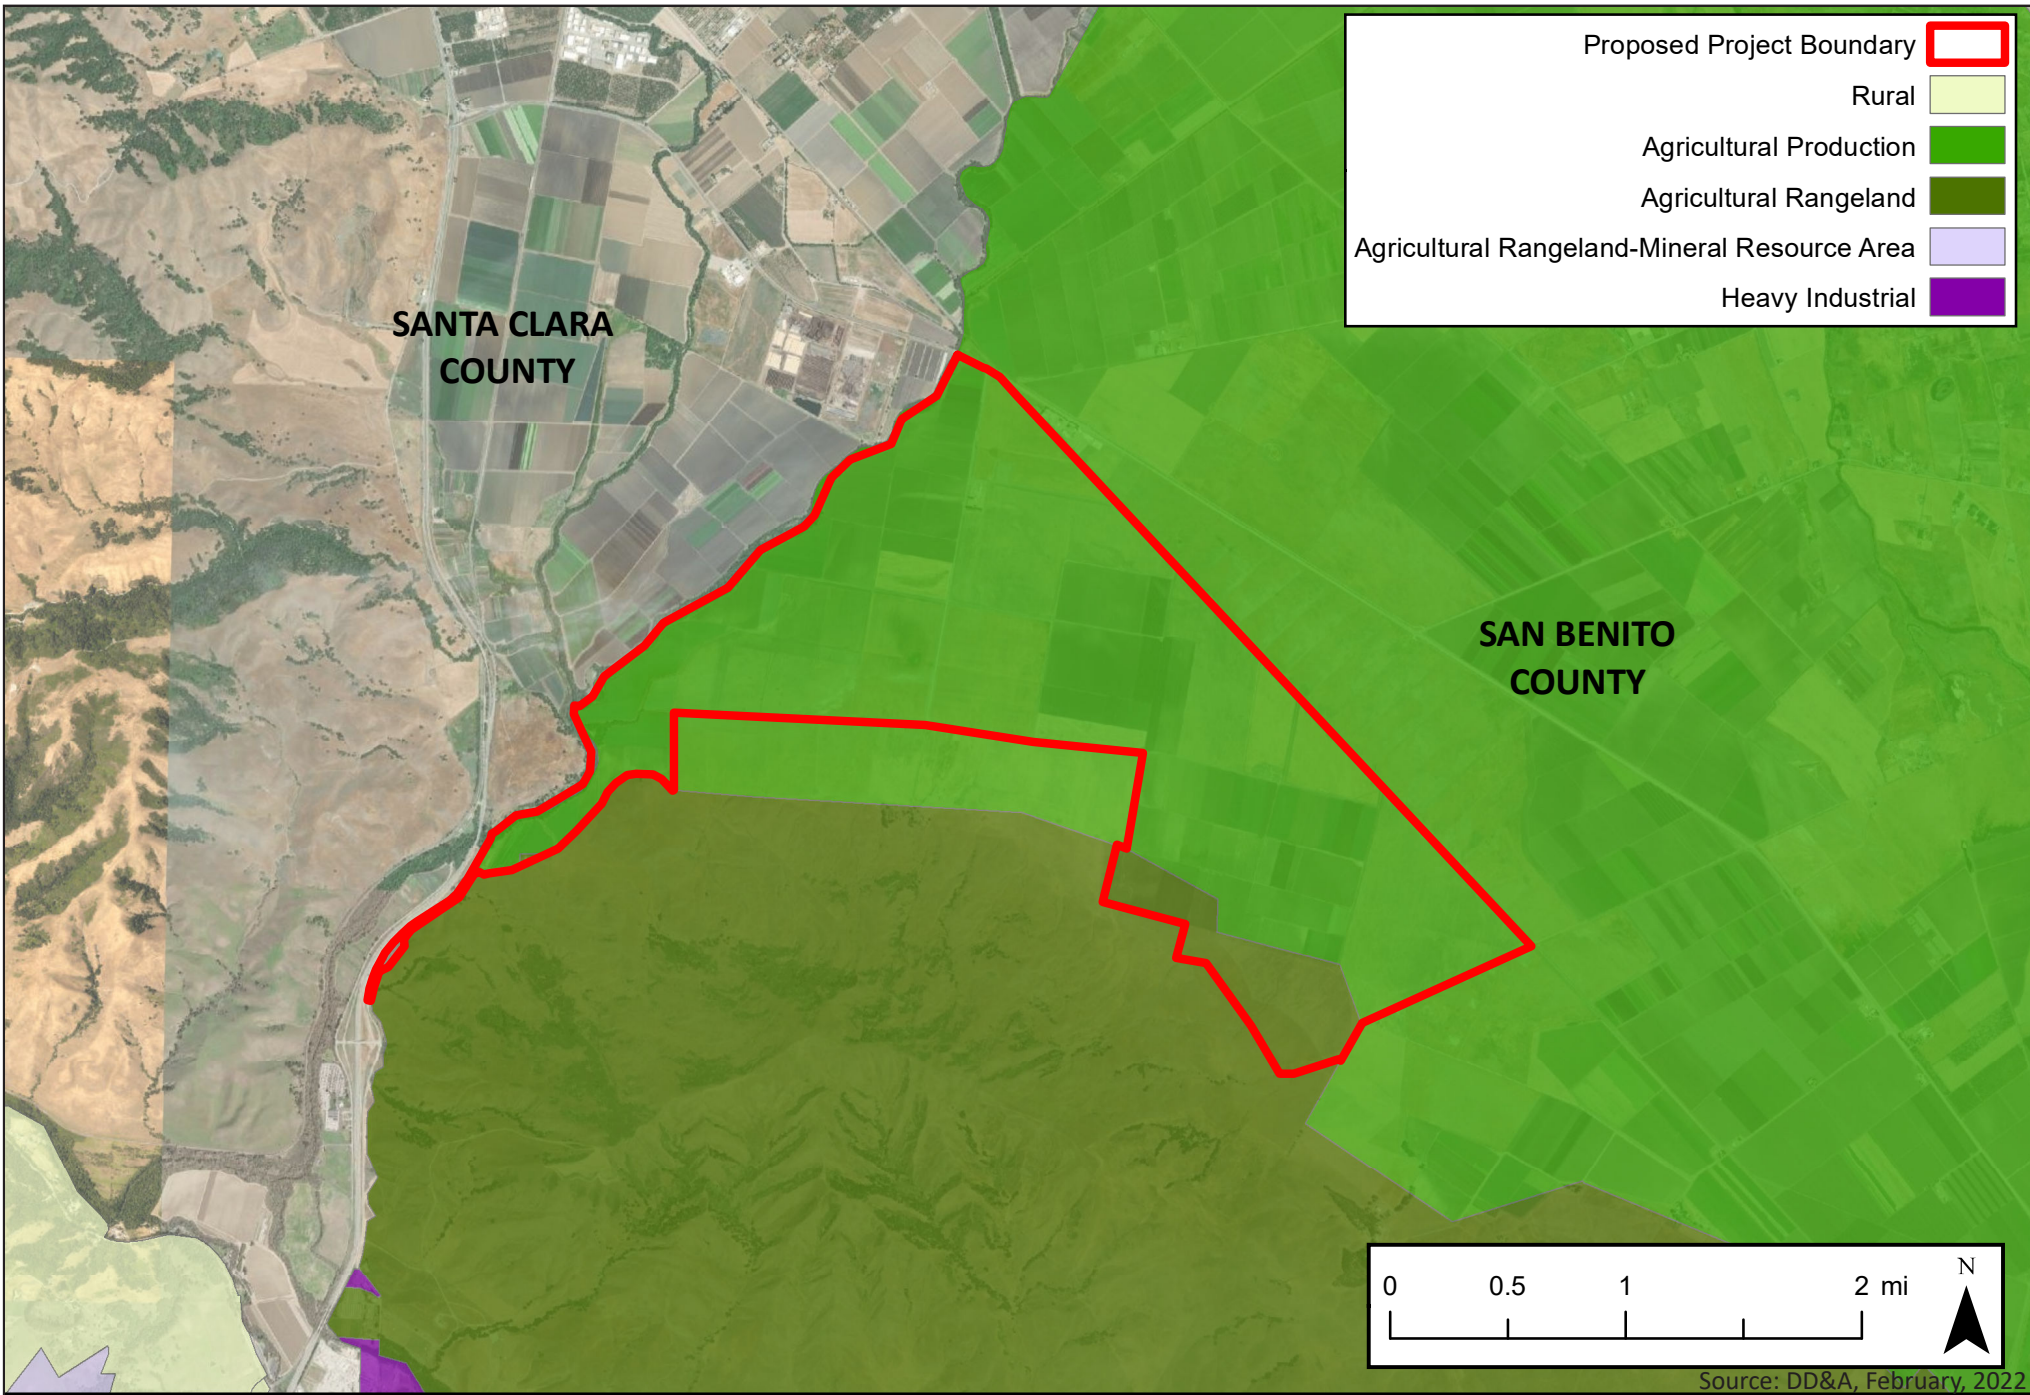 Proposed Project Boundary
Rural
Agricultural Production
Agricultural Rangeland
Agricultural Rangeland-Mineral Resource Area
Heavy Industrial
SANTA CLARA
COUNTY
SAN BENITO
COUNTY
0 0.5 1 2 mi
N
Source: DD&A, February, 2022